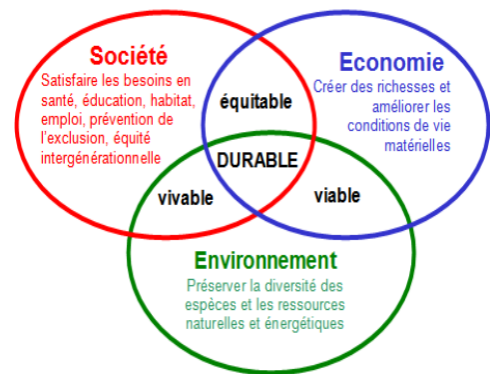 Société
Satisfaire les besoins en
santé, éducation, habitat,
emploi, prévention de
l'exclusion, équité
intergénérationnelle
équitable
Economie
Créer des richesses et
améliorer les
conditions de vie
matérielles
DURABLE
vivable
viable
Environnement
Préserver la diversité des
espèces et les ressources
naturelles et énergétiques